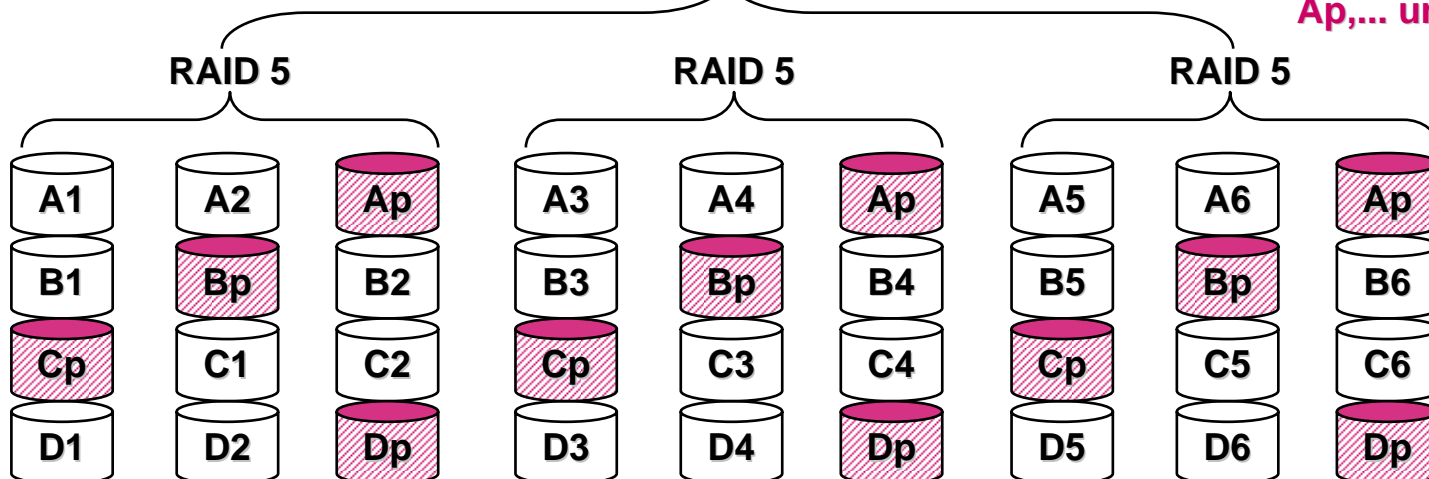 Ap,...
RAID 5 RAID 5 RAID 5
A1 A2 Ap A3 A4 Ap A5 A6 Ap
B1 Bp B2 B3 Bp B4 B5 Bp B6
Cp C1 C2 Cp C3 C4 Cp C5 C6
D1 D2 Dp D3 D4 Dp D5 D6 Dp